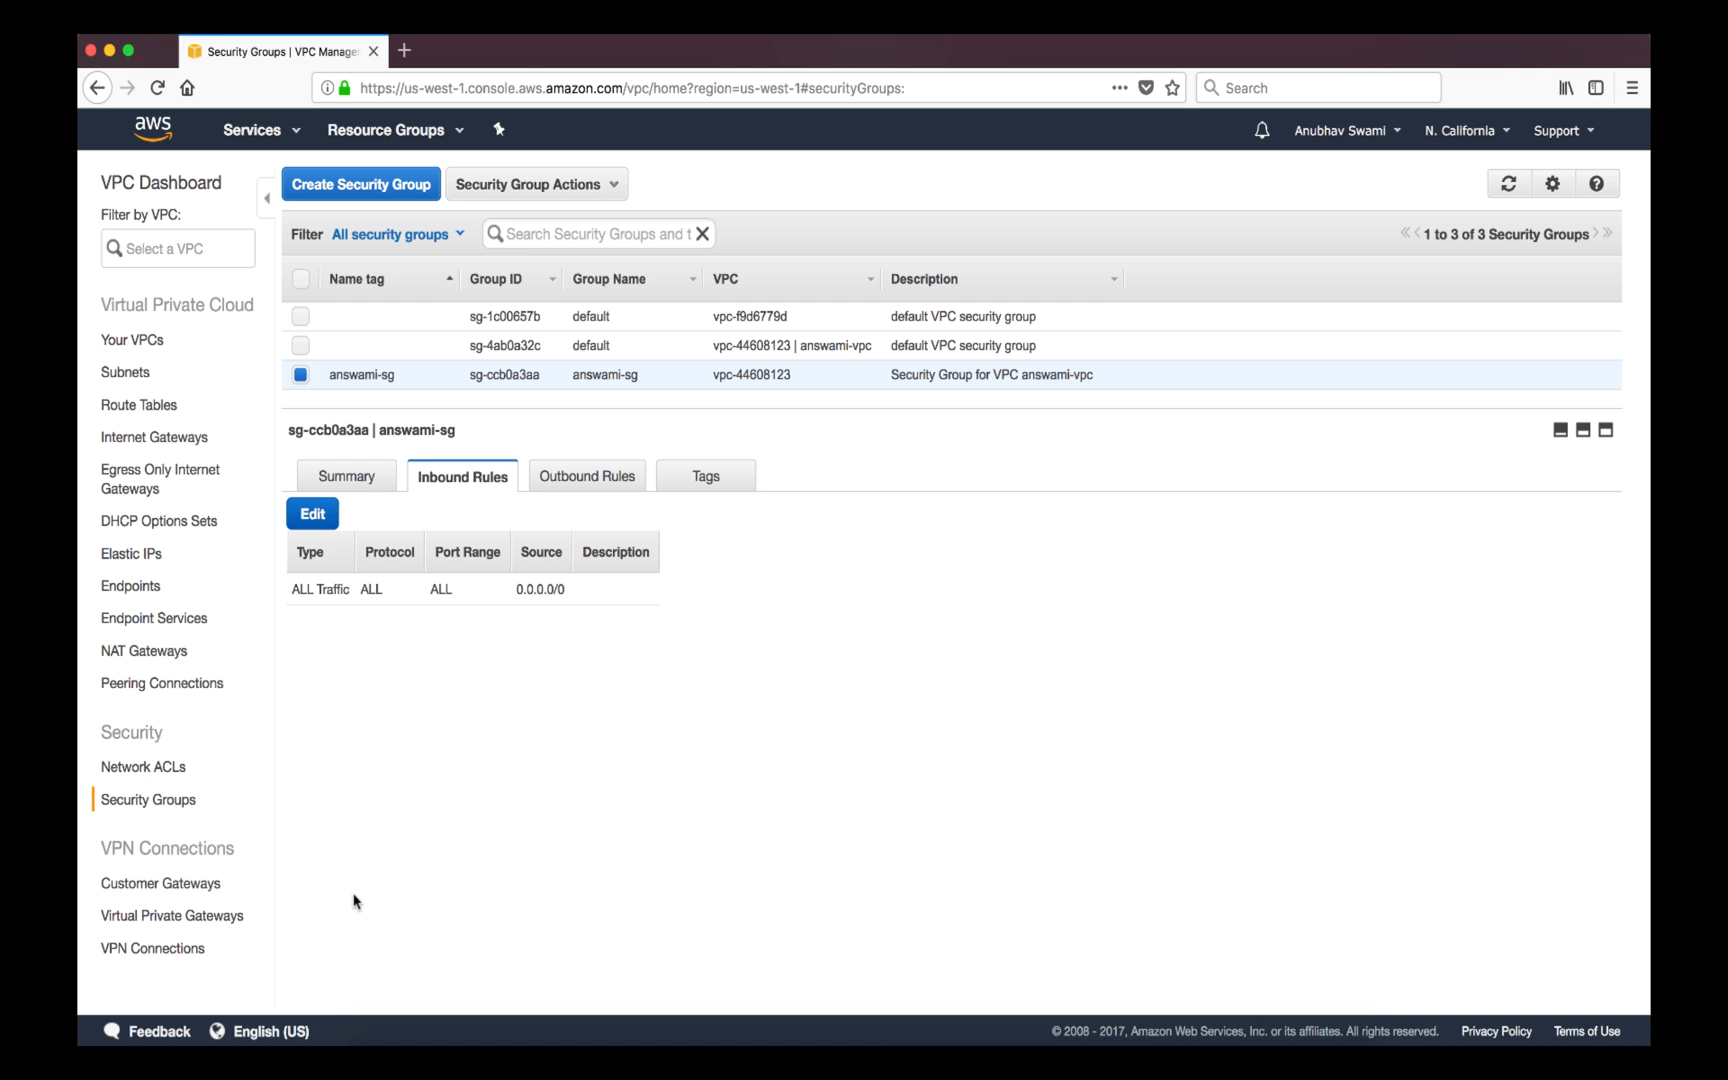 Security Groups | VPC Manage
https://us-west-1.console.aws.amazon.com/vpc/home?region=us-west-1#securityGroups:
Search
aws
Services
Resource Groups
Anubhav Swami
N. California
Support
VPC Dashboard
Filter by VPC:
Select a VPC
Virtual Private Cloud
Your VPCs
Subnets
Route Tables
Internet Gateways
Egress Only Internet
Gateways
DHCP Options Sets
Elastic IPs
Endpoints
Endpoint Services
NAT Gateways
Peering Connections
Security
Network ACLs
Security Groups
VPN Connections
Customer Gateways
Virtual Private Gateways
VPN Connections
Create Security Group
Security Group Actions
Filter All security groups
Search Security Groups and t
1 to 3 of 3 Security Groups
Name tag Group ID Group Name VPC Description
sg-1c00657b default vpc-f9d6779d default VPC security group
sg-4ab0a32c default vpc-44608123 | answami-vpc default VPC security group
answami-sg sg-ccb0a3aa answami-sg vpc-44608123 Security Group for VPC answami-vpc
sg-ccb0a3aa | answami-sg
Summary Inbound Rules Outbound Rules Tags
Edit
Type Protocol Port Range Source Description
ALL Traffic ALL ALL 0.0.0.0/0
Feedback
English (US)
© 2008 - 2017, Amazon Web Services, Inc. or its affiliates. All rights reserved.
Privacy Policy
Terms of Use